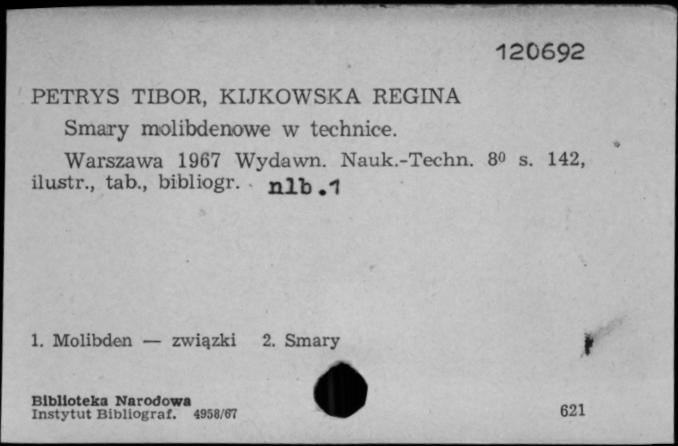 120692
PETRYS TIBOR, KIJKOWSKA REGINA
Smary molibdenowe w technice.
Warszawa 1967 Wydawn. Nauk.-Techn. 8⁰ s. 142,
ilustr., tab., bibliogr. nlb.1
1. Molibden — związki 2. Smary
Biblioteka Narodowa
Instytut Bibliograf. 4958/67
621